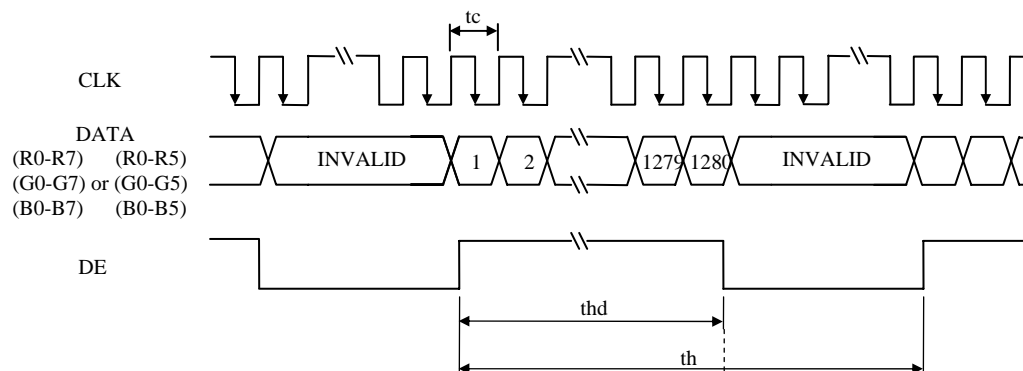 tc
CLK
DATA
(R0-R7) (R0-R5)
(G0-G7) or (G0-G5)
(B0-B7) (B0-B5)
INVALID 1 2 1279 1280 INVALID
DE
thd
th